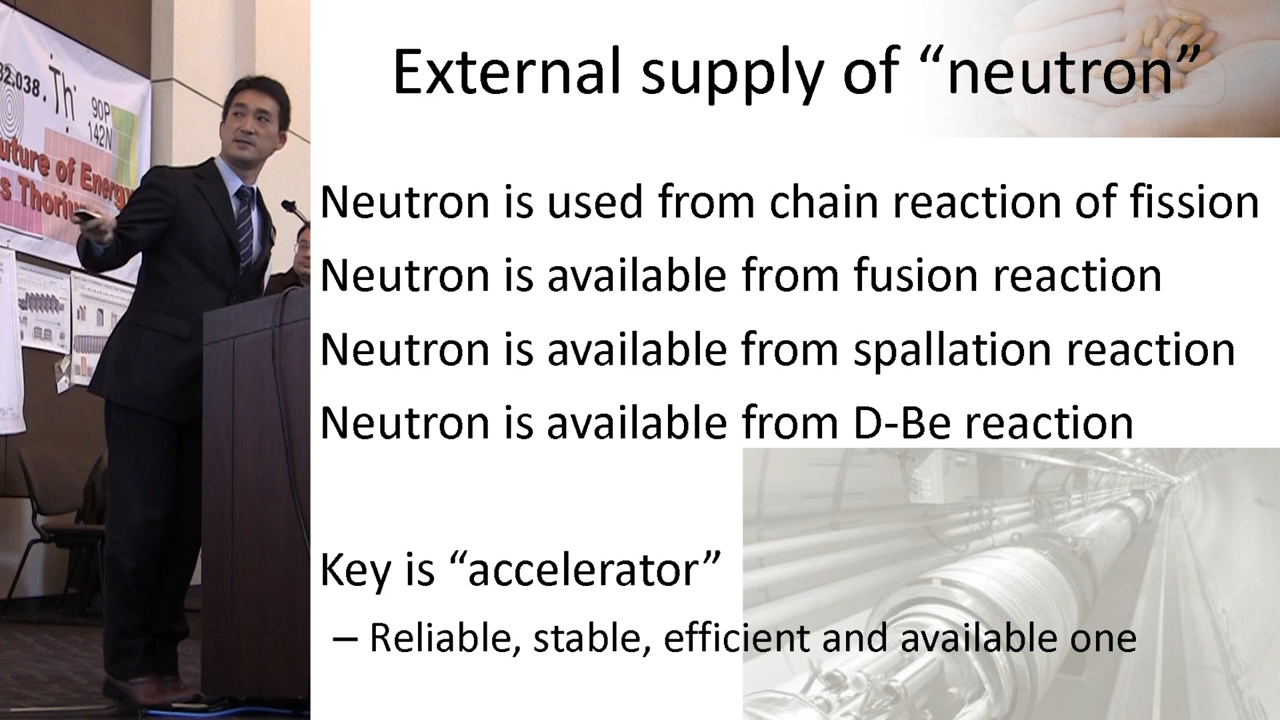 32.038.
Th
90P
142N
uture of Energy
s Thoriu
External supply of “neutron”
Neutron is used from chain reaction of fission
Neutron is available from fusion reaction
Neutron is available from spallation reaction
Neutron is available from D-Be reaction
Key is “accelerator”
– Reliable, stable, efficient and available one